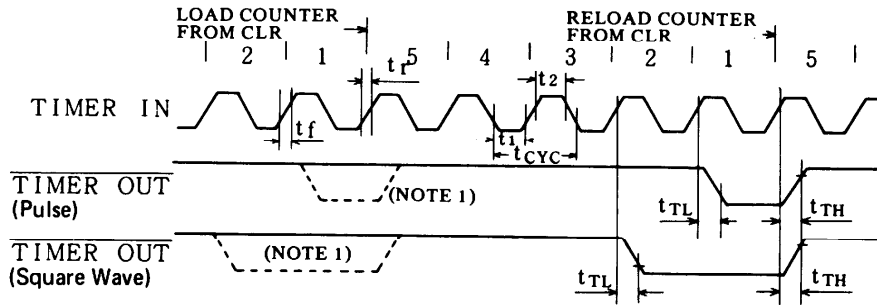 LOAD COUNTER
FROM CLR
RELOAD COUNTER
FROM CLR
2 1 5 4 3 2 1 5
tr
t2
TIMER IN
tf
t1
tCYC
TIMER OUT
(Pulse)
(NOTE 1)
tTL
tTH
TIMER OUT
(Square Wave)
(NOTE 1)
tTL
tTH